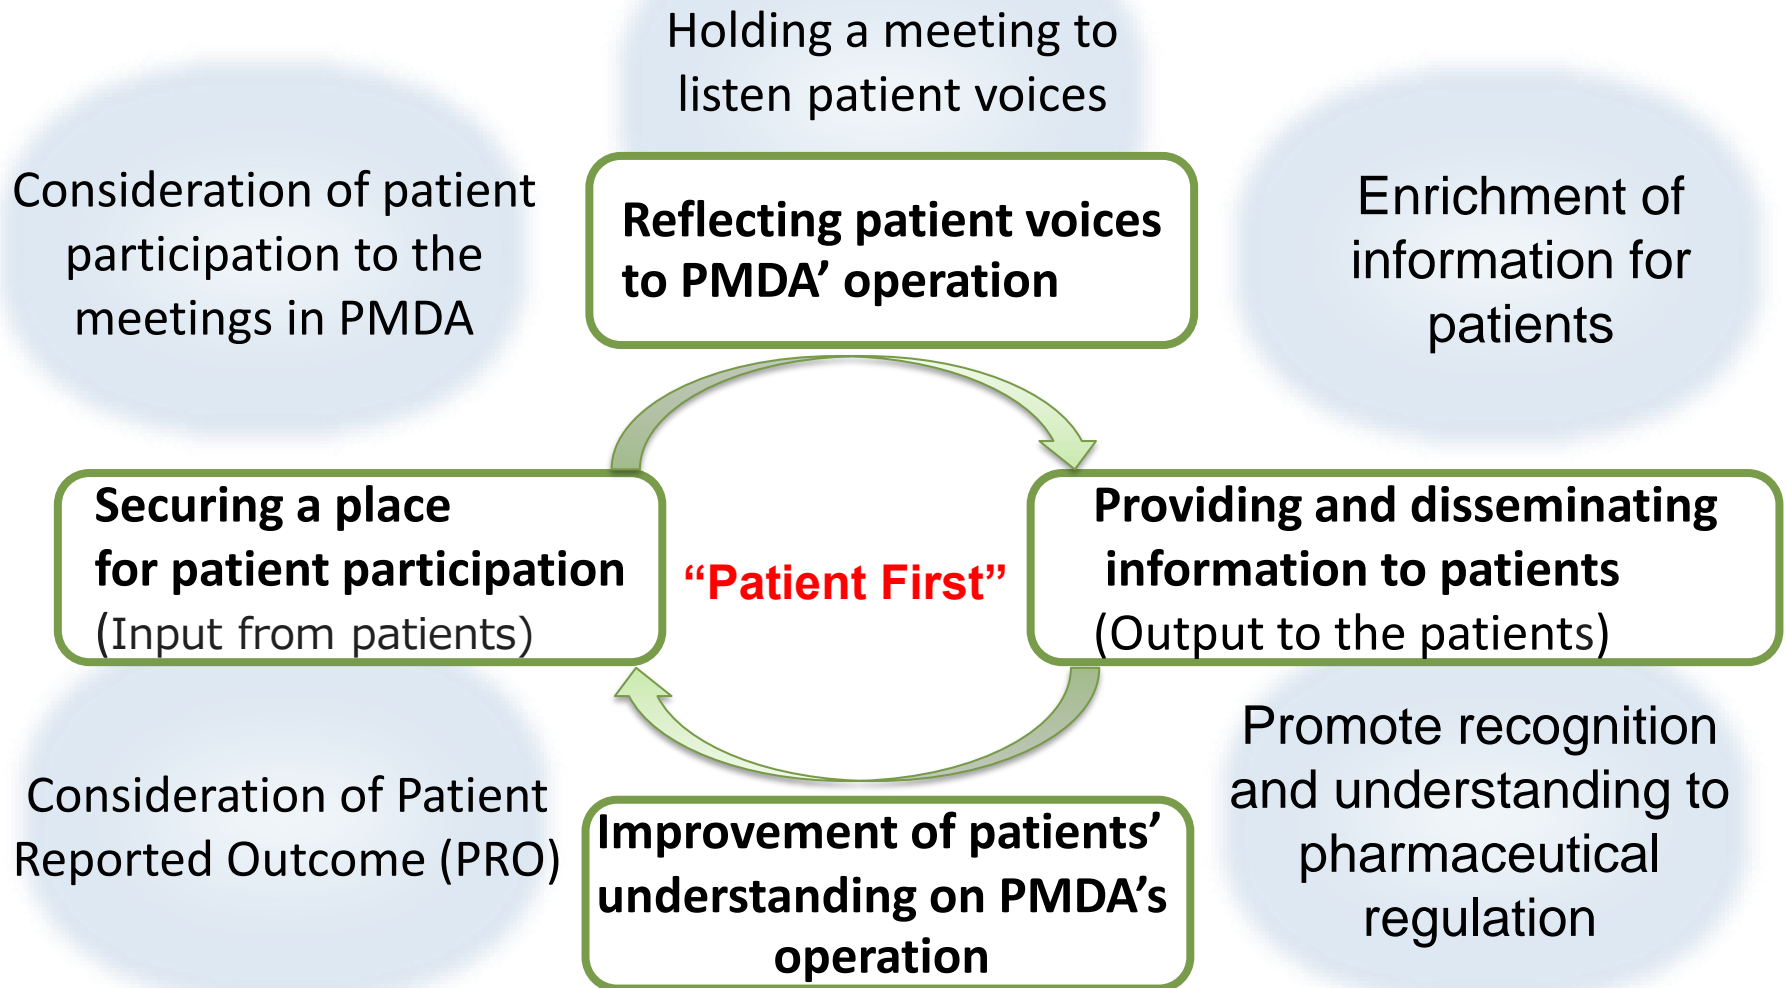 Holding a meeting to
listen patient voices
Consideration of patient
participation to the
meetings in PMDA
Reflecting patient voices
to PMDA’ operation
Enrichment of
information for
patients
Securing a place
for patient participation
(Input from patients)
“Patient First”
Providing and disseminating
information to patients
(Output to the patients)
Consideration of Patient
Reported Outcome (PRO)
Improvement of patients’
understanding on PMDA’s
operation
Promote recognition
and understanding to
pharmaceutical
regulation